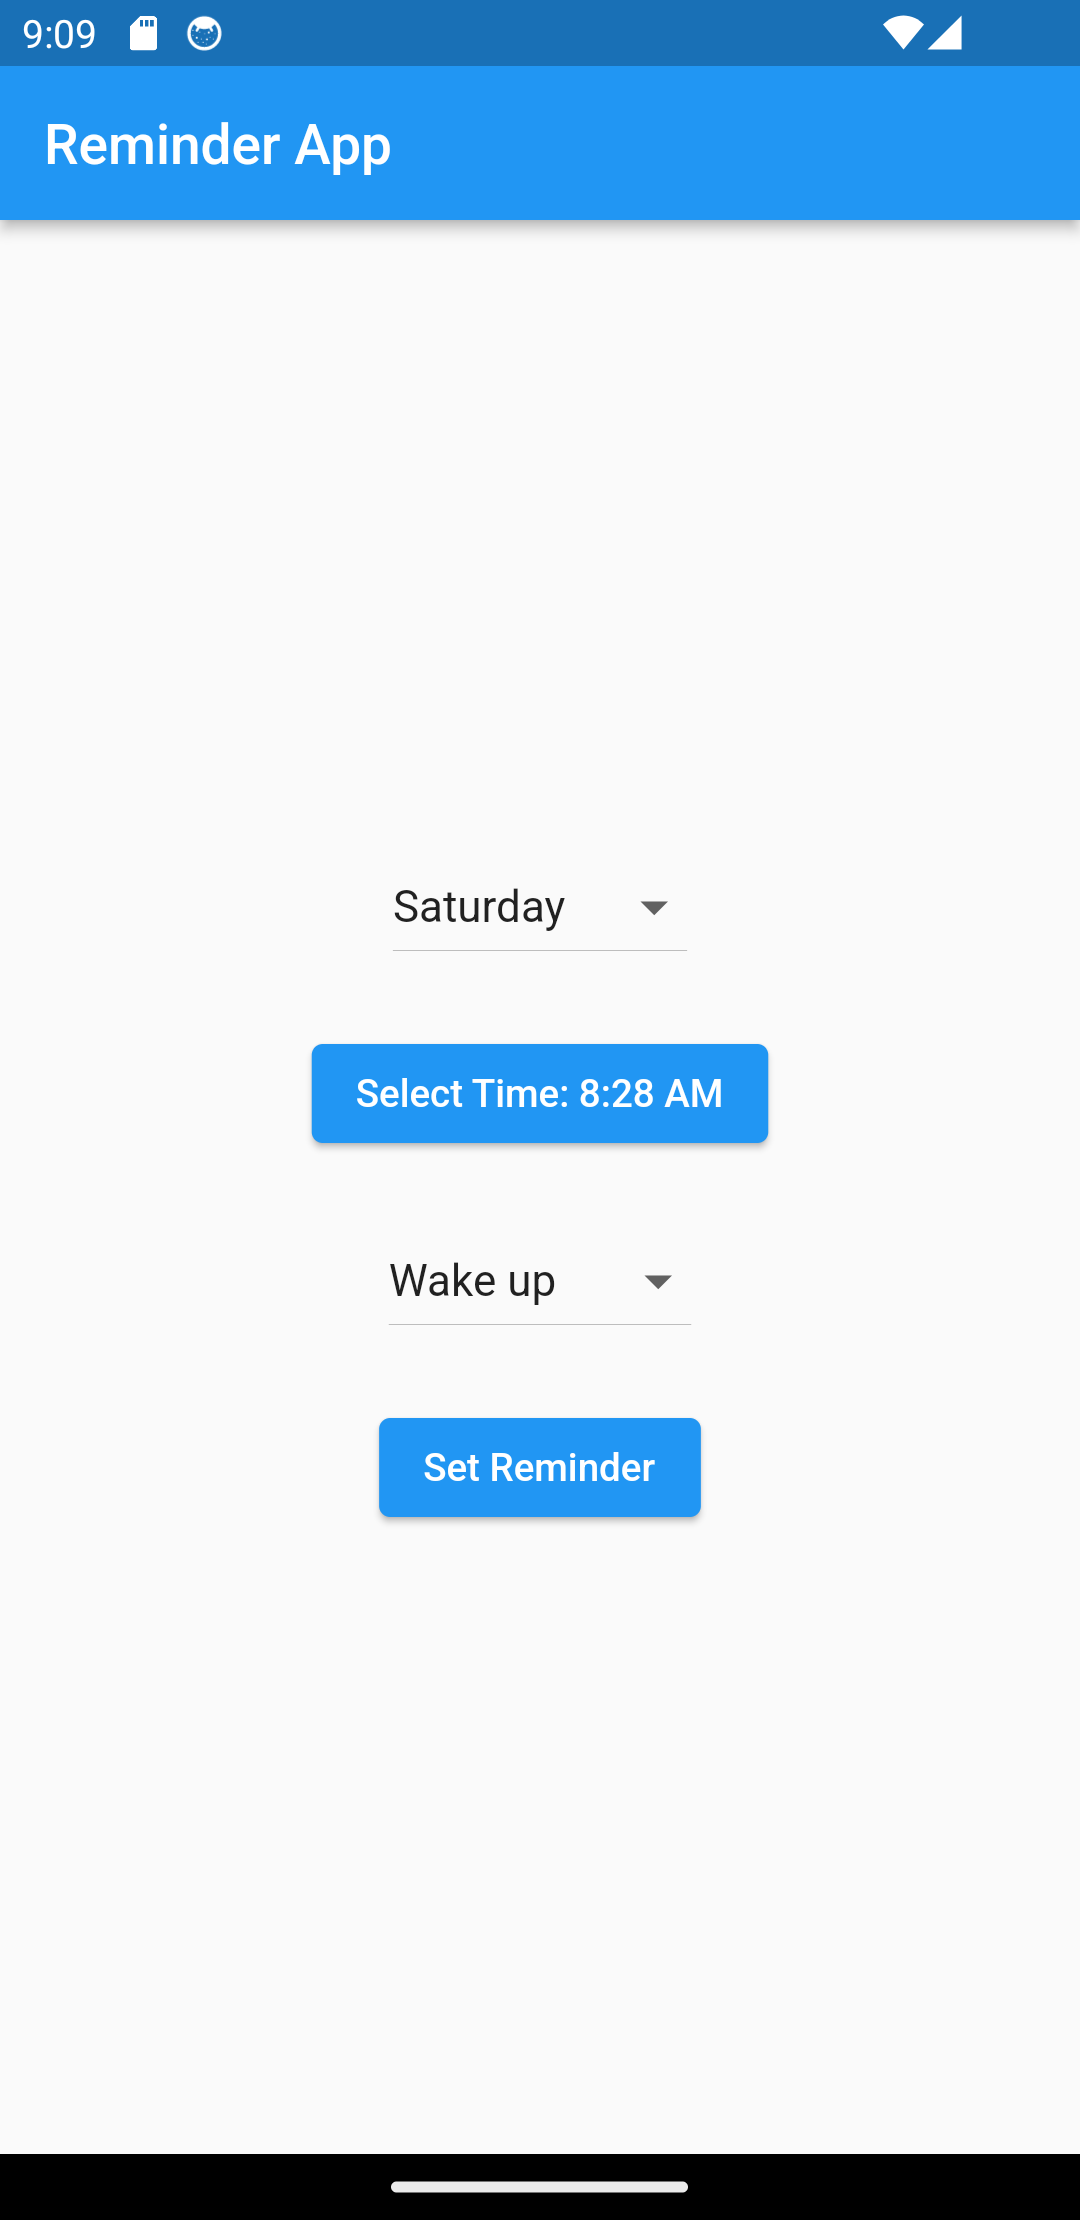 9:09
Reminder App
Saturday
Select Time: 8:28 AM
Wake up
Set Reminder